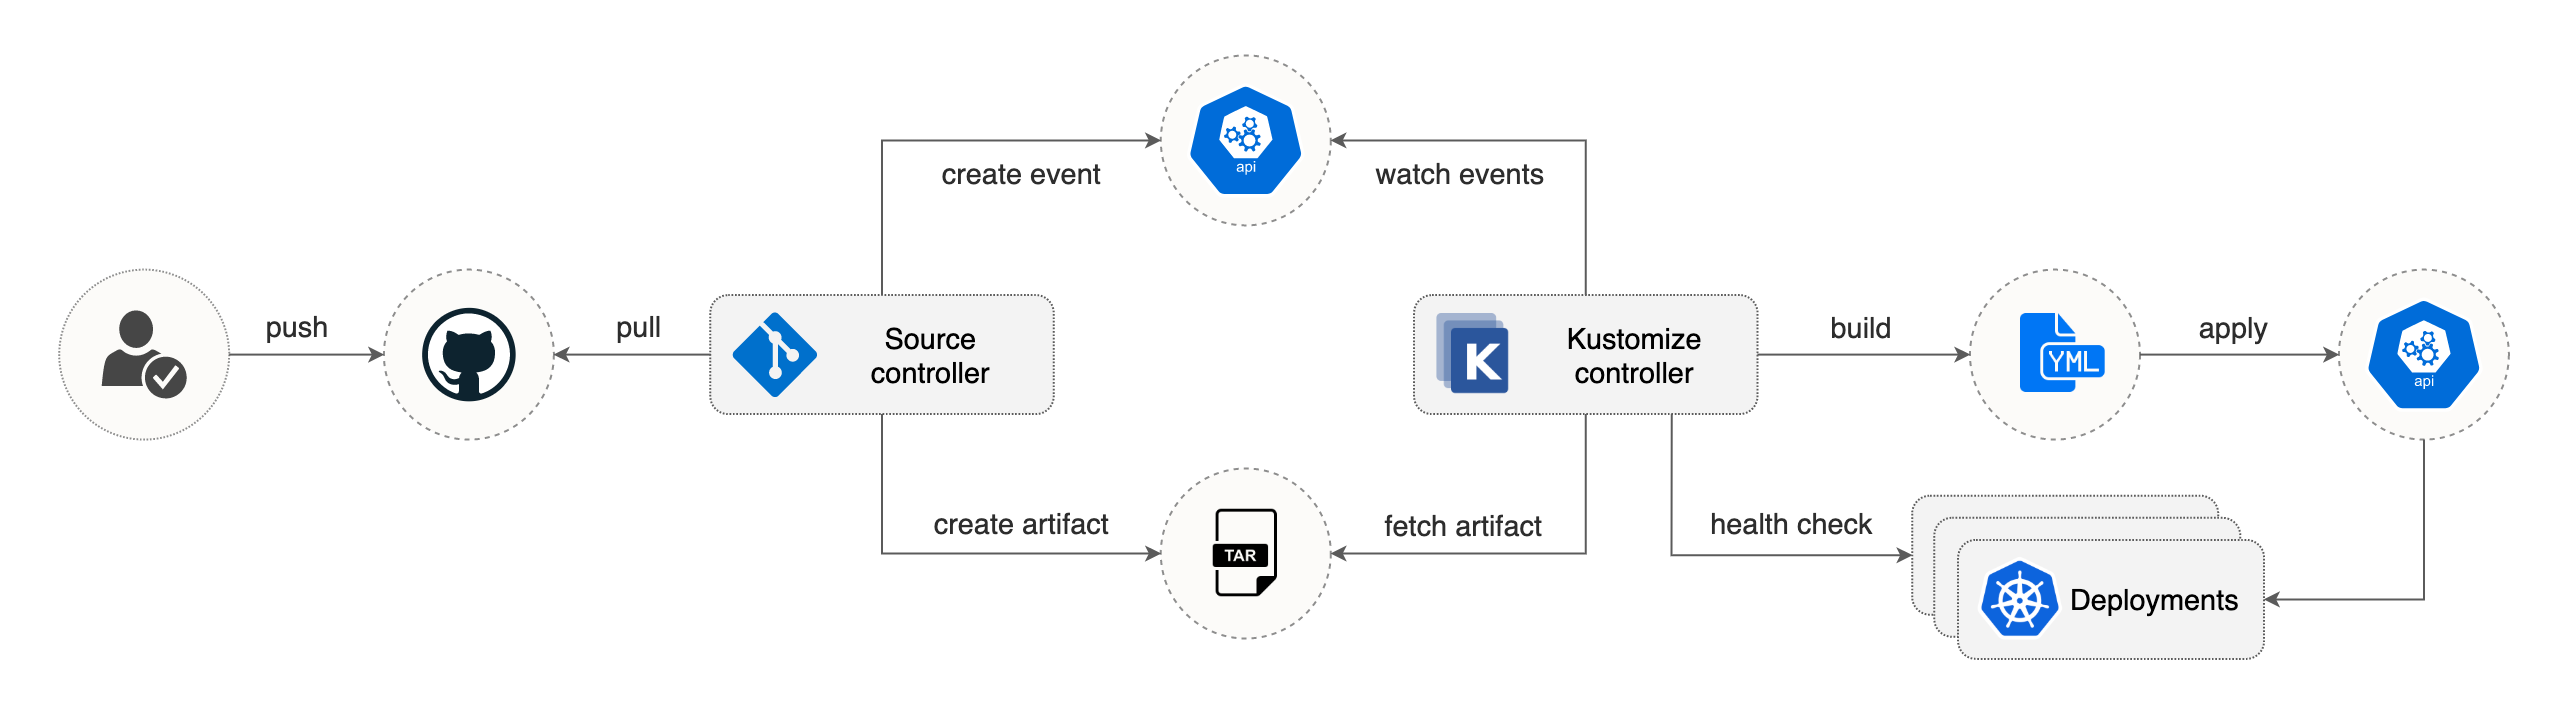 api
create event
watch events
push
pull
Source
controller
Kustomize
controller
build
YML
apply
api
create artifact
TAR
fetch artifact
health check
Deployments